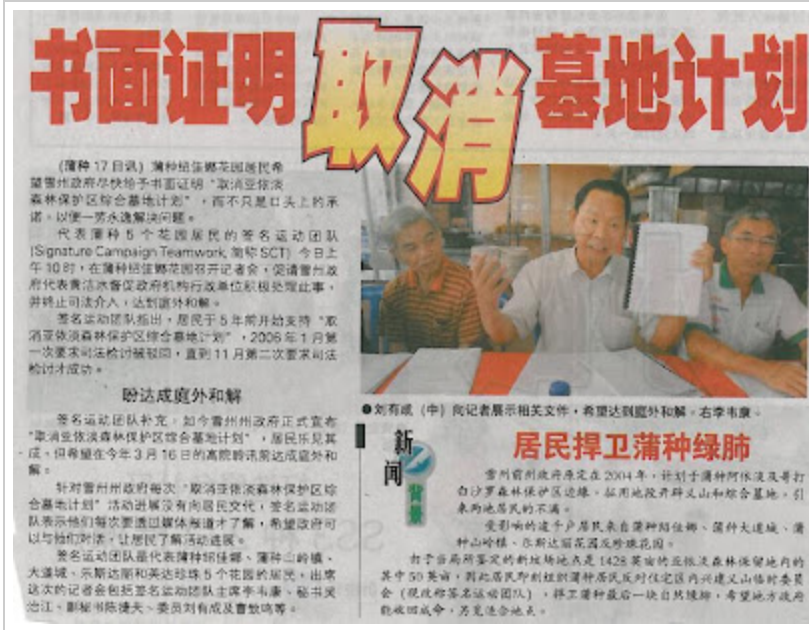 书面证明取消墓地计划
(蒲种17日讯)蒲种绍佳娜花园居民希
望雪州政府尽快给予书面证明“取消亚依淡
森林保护区综合墓地计划”,而不只是口头上的承
诺,以便一劳永逸解决问题。
代表蒲种5个花园居民的签名运动团队
(Signature Campaign Teamwork,简称SCT)今日上
午10时,在蒲种绍佳娜花园召开记者会,促请雪州政
府代表黄洁冰督促政府机构行政单位积极处理此事,
并终止司法介入,达到庭外和解。
签名运动团队指出,居民于5年前开始支持“取
消亚依淡森林保护区综合墓地计划”,2006年1月第
一次要求司法检讨被驳回,直到11月第二次要求司法
检讨才成功。
盼达成庭外和解
签名运动团队补充,如今雪州州政府正式宣布
“取消亚依淡森林保护区综合墓地计划”,居民乐见其
成,但希望在今年3月16日的高院聆讯前达成庭外和
解。
针对雪州州政府每次“取消亚依淡森林保护区综
合墓地计划”活动进展没有向居民交代,签名运动团
队表示他们每次要透过媒体报道才了解,希望政府可
以与他们对话,让居民了解活动进展。
签名运动团队是代表蒲种绍佳娜、蒲种山岭镇、
大道城、乐斯达丽和美达珍珠5个花园的居民,出席
这次的记者会包括签名运动团队主席李韦康、秘书吴
治江、副秘书陈捷夫、委员刘有成及曹敏鸣等。
●刘有成(中)向记者展示相关文件,希望达到庭外和解。右李韦康。
新闻背景
居民捍卫蒲种绿肺
雪州前州政府原定在2004年,计划于蒲种阿依淡及哥打
白沙罗森林保护区边缘,征用地段开辟义山和综合墓地,引
来两地居民的不满。
受影响的逾千户居民来自蒲种绍佳娜、蒲种大道城、蒲
种山岭镇、乐斯达丽花园及珍珠花园。
由于当局所鉴定的新坟场地点是1428英亩的亚依淡森林保留地内的
其中50英亩,因此居民即刻组织蒲种居民反对住宅区内兴建义山临时委员
会(现改称签名运动团队),捍卫蒲种最后一块自然绿肺,希望地方政府
能收回成命,另觅适合地点。